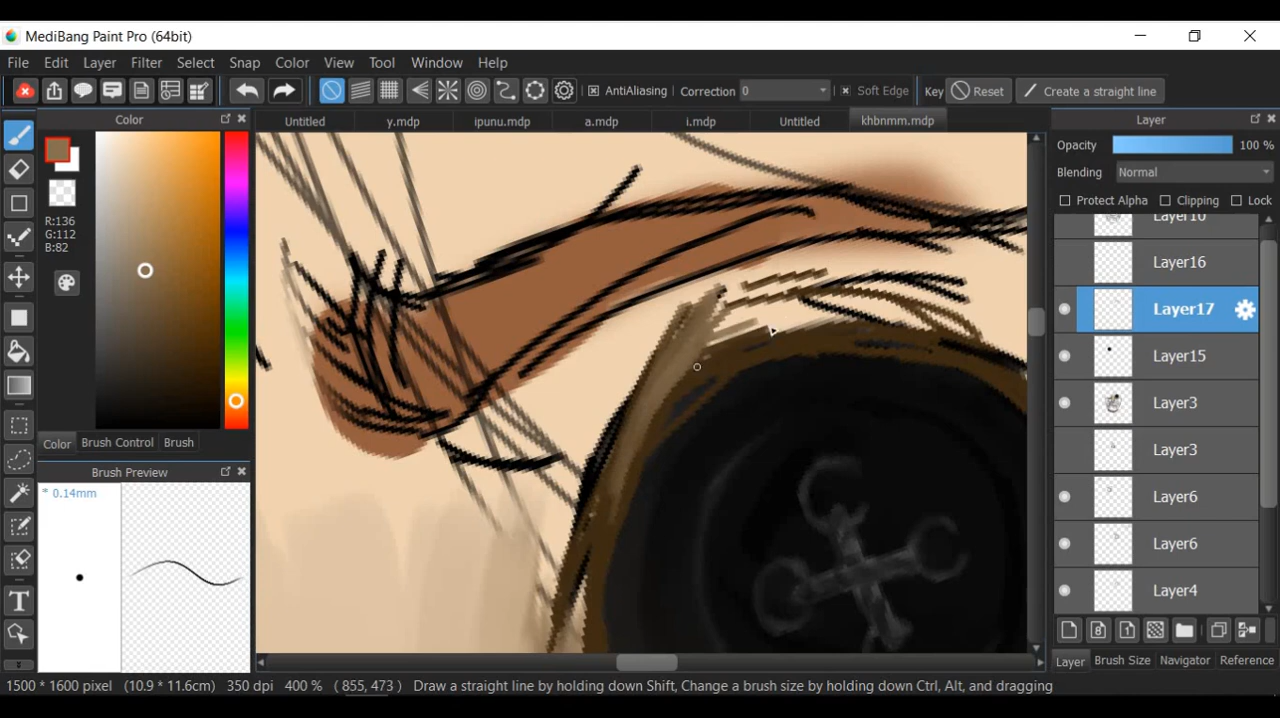 MediBang Paint Pro (64bit)
File Edit Layer Filter Select Snap Color View Tool Window Help
AntiAliasing Correction 0 Soft Edge Key Reset Create a straight line
Color
Untitled y.mdp ipunu.mdp a.mdp i.mdp Untitled khbnmm.mdp
Layer
Opacity 100 %
Blending Normal
Protect Alpha Clipping Lock
R:136
G:112
B:82
Layer10
Layer16
Layer17
Layer15
Layer3
Layer3
Layer6
Layer6
Layer4
Color Brush Control Brush
Brush Preview
* 0.14mm
T
8 1
Layer Brush Size Navigator Reference
1500 * 1600 pixel (10.9 * 11.6cm) 350 dpi 400 % ( 855, 473 ) Draw a straight line by holding down Shift, Change a brush size by holding down Ctrl, Alt, and dragging